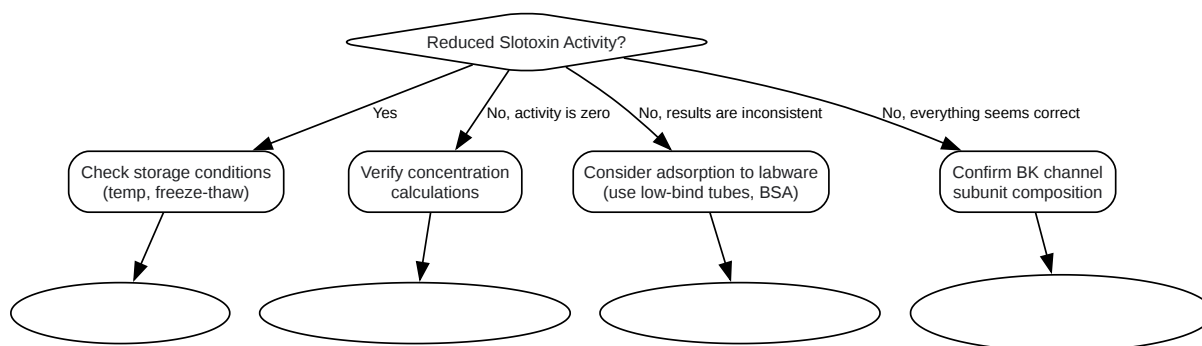 Reduced Slotoxin Activity?
Yes
No, activity is zero
No, results are inconsistent
No, everything seems correct
Check storage conditions
(temp, freeze-thaw)
Verify concentration
calculations
Consider adsorption to labware
(use low-bind tubes, BSA)
Confirm BK channel
subunit composition